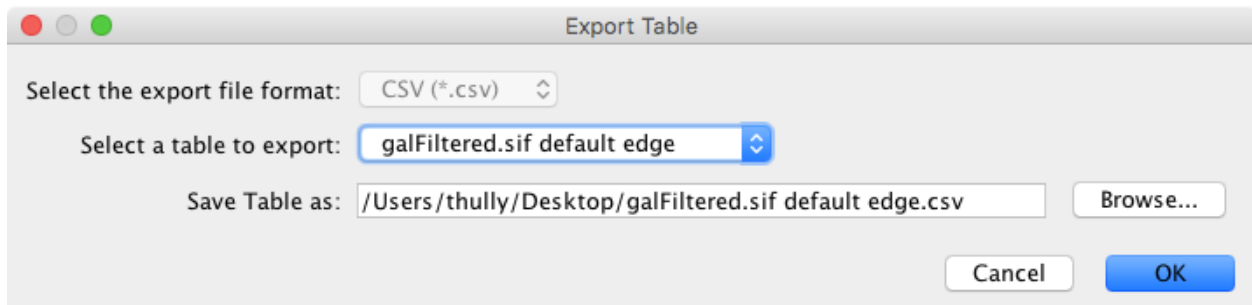 Export Table
Select the export file format: CSV (*.csv)
Select a table to export: galFiltered.sif default edge
Save Table as: /Users/thully/Desktop/galFiltered.sif default edge.csv Browse...
Cancel OK